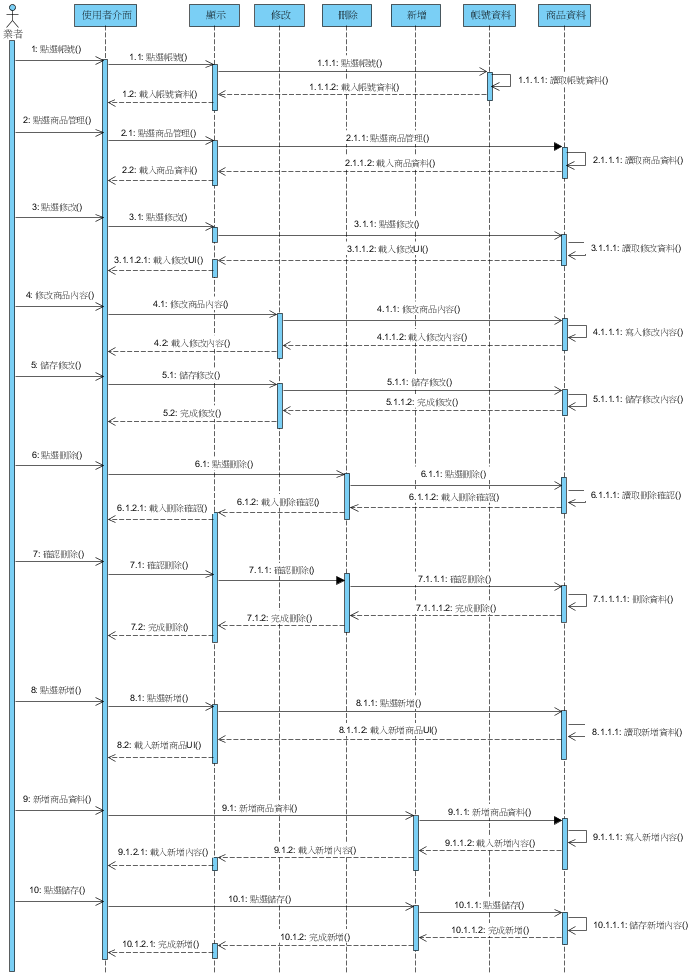 業者
使用者介面
顯示
修改
刪除
新增
帳號資料
商品資料
1: 點選帳號()
1.1: 點選帳號()
1.1.1: 點選帳號()
1.1.1.1: 讀取帳號資料()
1.1.1.2: 載入帳號資料()
1.2: 載入帳號資料()
2: 點選商品管理()
2.1: 點選商品管理()
2.1.1: 點選商品管理()
2.1.1.1: 讀取商品資料()
2.1.1.2: 載入商品資料()
2.2: 載入商品資料()
3: 點選修改()
3.1: 點選修改()
3.1.1: 點選修改()
3.1.1.1: 讀取修改資料()
3.1.1.2: 載入修改UI()
3.1.1.2.1: 載入修改UI()
4: 修改商品內容()
4.1: 修改商品內容()
4.1.1: 修改商品內容()
4.1.1.1: 寫入修改內容()
4.1.1.2: 載入修改內容()
4.2: 載入修改內容()
5: 儲存修改()
5.1: 儲存修改()
5.1.1: 儲存修改()
5.1.1.1: 儲存修改內容()
5.1.1.2: 完成修改()
5.2: 完成修改()
6: 點選刪除()
6.1: 點選刪除()
6.1.1: 點選刪除()
6.1.1.1: 讀取刪除確認()
6.1.1.2: 載入刪除確認()
6.1.2: 載入刪除確認()
6.1.2.1: 載入刪除確認()
7: 確認刪除()
7.1: 確認刪除()
7.1.1: 確認刪除()
7.1.1.1: 確認刪除()
7.1.1.1.1: 刪除資料()
7.1.1.1.2: 完成刪除()
7.1.2: 完成刪除()
7.2: 完成刪除()
8: 點選新增()
8.1: 點選新增()
8.1.1: 點選新增()
8.1.1.1: 讀取新增資料()
8.1.1.2: 載入新增商品UI()
8.2: 載入新增商品UI()
9: 新增商品資料()
9.1: 新增商品資料()
9.1.1: 新增商品資料()
9.1.1.1: 寫入新增內容()
9.1.1.2: 載入新增內容()
9.1.2: 載入新增內容()
9.1.2.1: 載入新增內容()
10: 點選儲存()
10.1: 點選儲存()
10.1.1: 點選儲存()
10.1.1.1: 儲存新增內容()
10.1.1.2: 完成新增()
10.1.2: 完成新增()
10.1.2.1: 完成新增()